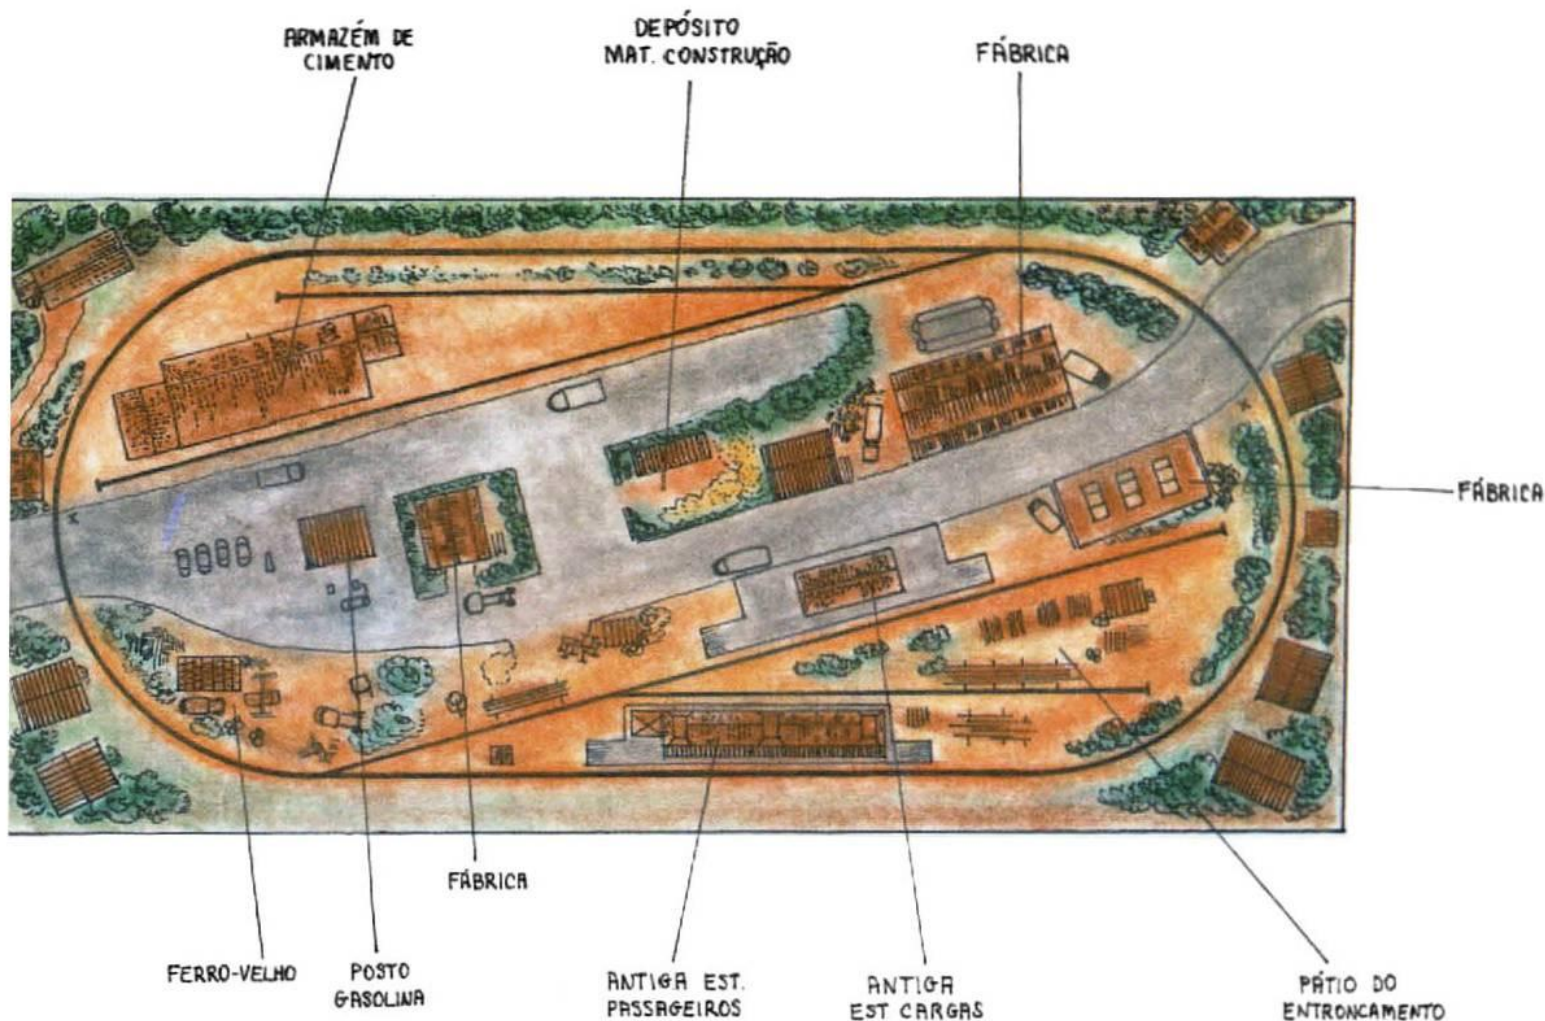 ARMAZÉM DE
CIMENTO
DEPÓSITO
MAT. CONSTRUÇÃO
FÁBRICA
FÁBRICA
FÁBRICA
FERRO-VELHO
POSTO
GASOLINA
ANTIGA EST.
PASSAGEIROS
ANTIGA
EST CARGAS
PÁTIO DO
ENTRONCAMENTO